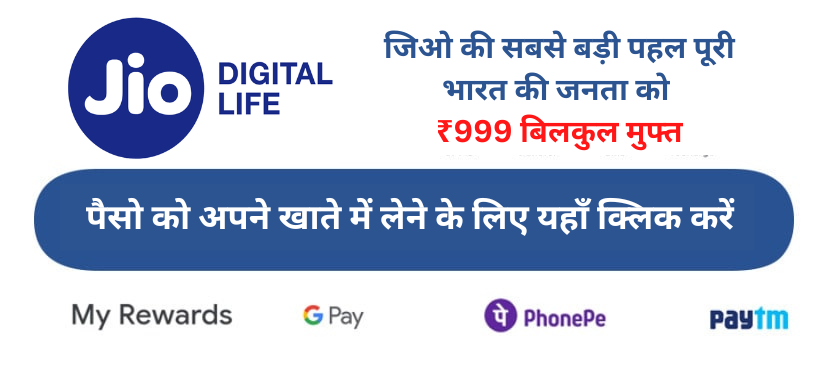 Jio
DIGITAL
LIFE
जिओ की सबसे बड़ी पहल पूरी
भारत की जनता को
₹999 बिलकुल मुफ्त
पैसो को अपने खाते में लेने के लिए यहाँ क्लिक करें
My Rewards
G Pay
पे PhonePe
paytm